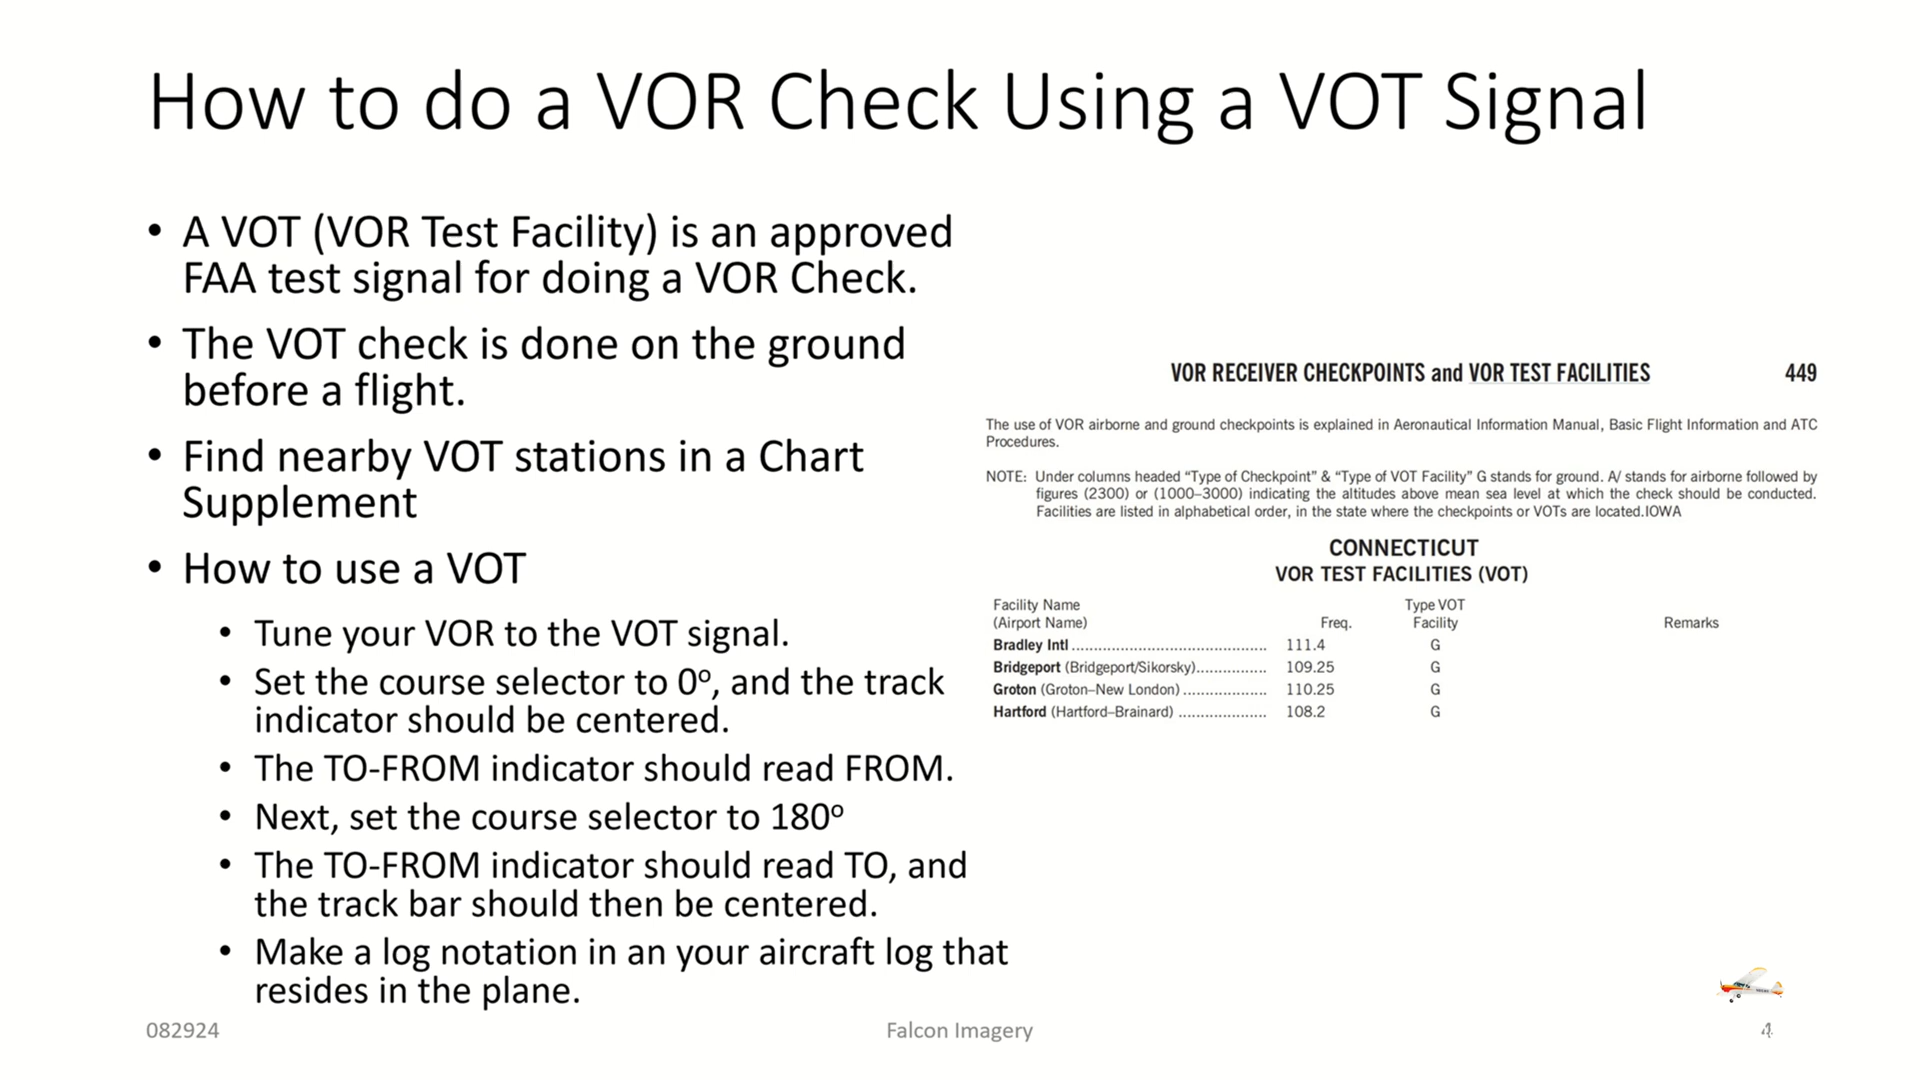 How to do a VOR Check Using a VOT Signal
• A VOT (VOR Test Facility) is an approved
FAA test signal for doing a VOR Check.
• The VOT check is done on the ground
before a flight.
• Find nearby VOT stations in a Chart
Supplement
• How to use a VOT
• Tune your VOR to the VOT signal.
• Set the course selector to 0º, and the track
indicator should be centered.
• The TO-FROM indicator should read FROM.
• Next, set the course selector to 180º
• The TO-FROM indicator should read TO, and
the track bar should then be centered.
• Make a log notation in an your aircraft log that
resides in the plane.
VOR RECEIVER CHECKPOINTS and VOR TEST FACILITIES 449
The use of VOR airborne and ground checkpoints is explained in Aeronautical Information Manual, Basic Flight Information and ATC
Procedures.
NOTE: Under columns headed “Type of Checkpoint” & “Type of VOT Facility” G stands for ground. A/ stands for airborne followed by
figures (2300) or (1000–3000) indicating the altitudes above mean sea level at which the check should be conducted.
Facilities are listed in alphabetical order, in the state where the checkpoints or VOTs are located.IOWA
CONNECTICUT
VOR TEST FACILITIES (VOT)
Facility Name Type VOT
(Airport Name) Freq. Facility Remarks
Bradley Intl ............................................ 111.4 G
Bridgeport (Bridgeport/Sikorsky)................ 109.25 G
Groton (Groton–New London) ................... 110.25 G
Hartford (Hartford–Brainard) .................... 108.2 G
082924 Falcon Imagery